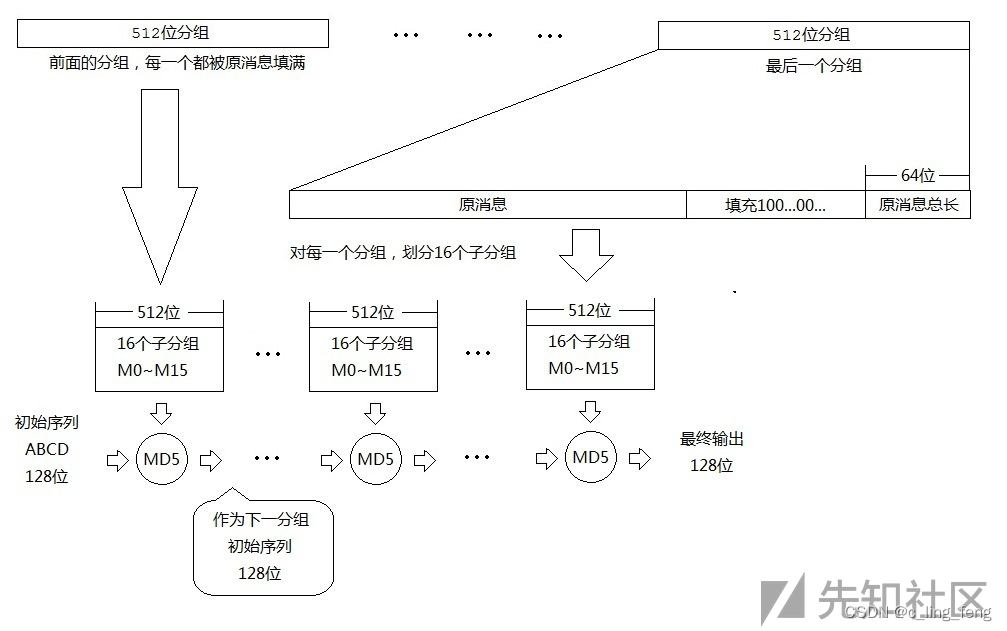 512位分组
... ... ...
512位分组
前面的分组，每一个都被原消息填满
最后一个分组
64位
原消息
填充100...00...
原消息总长
对每一个分组，划分16个子分组
512位
512位
512位
16个子分组
M0~M15
...
16个子分组
M0~M15
...
16个子分组
M0~M15
初始序列
ABCD
128位
MD5
...
MD5
...
MD5
最终输出
128位
作为下一分组
初始序列
128位
先知社区
CSDN @c_ling_feng